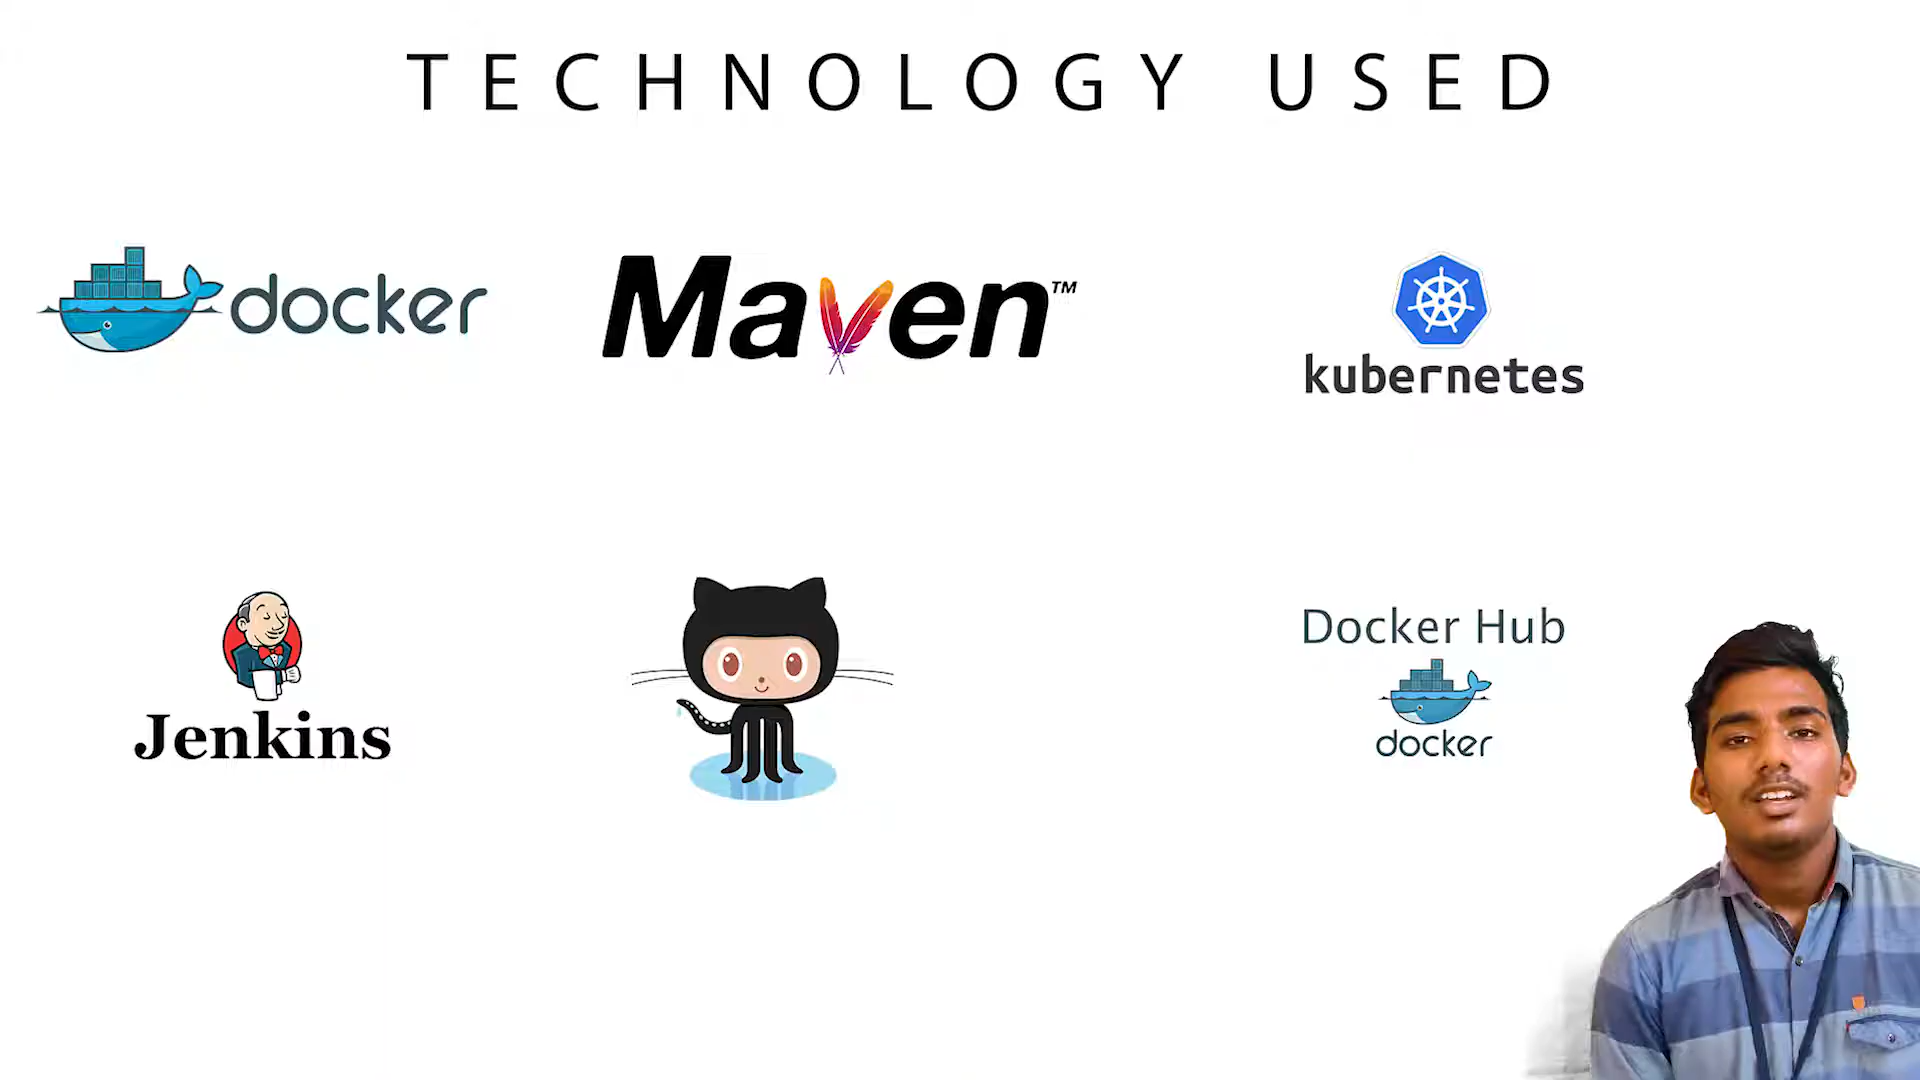 TECHNOLOGY USED
docker
Maven™
kubernetes
Jenkins
Docker Hub
docker